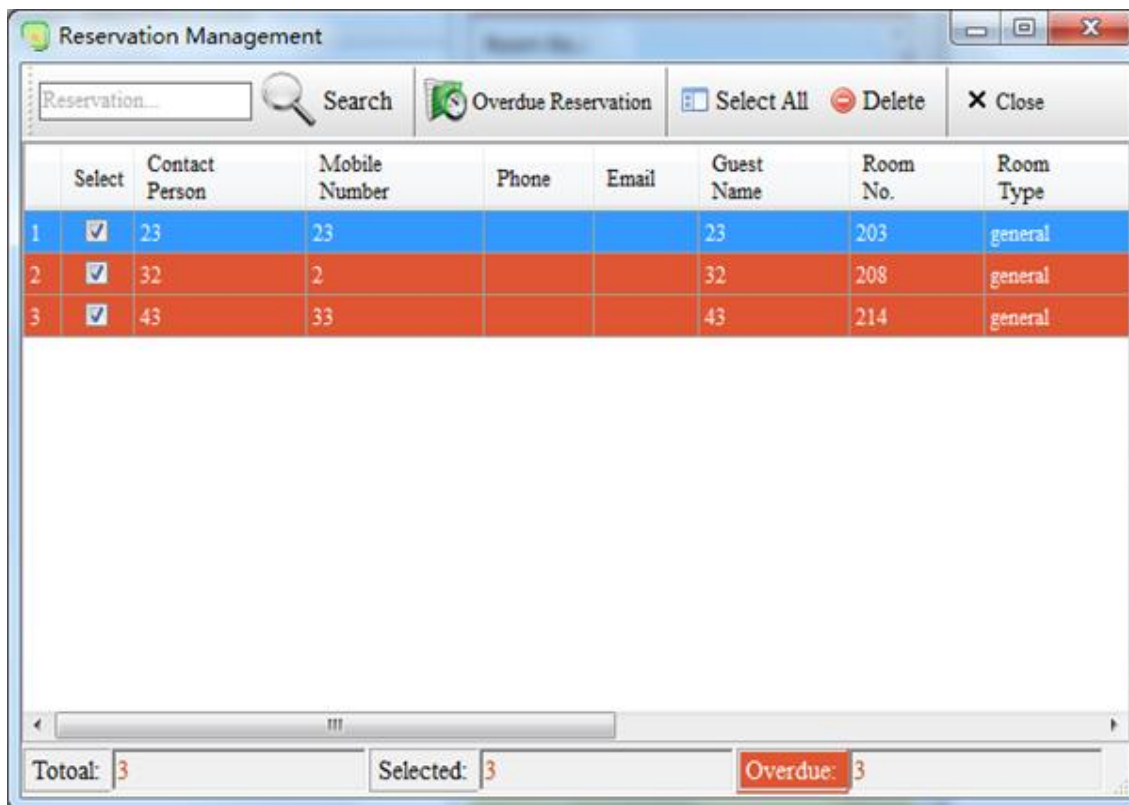 Reservation Management
Reservation... Search Overdue Reservation Select All Delete Close
Select Contact Person Mobile Number Phone Email Guest Name Room No. Room Type
1 23 23 23 203 general
2 32 2 32 208 general
3 43 33 43 214 general
Totoal: 3 Selected: 3 Overdue: 3